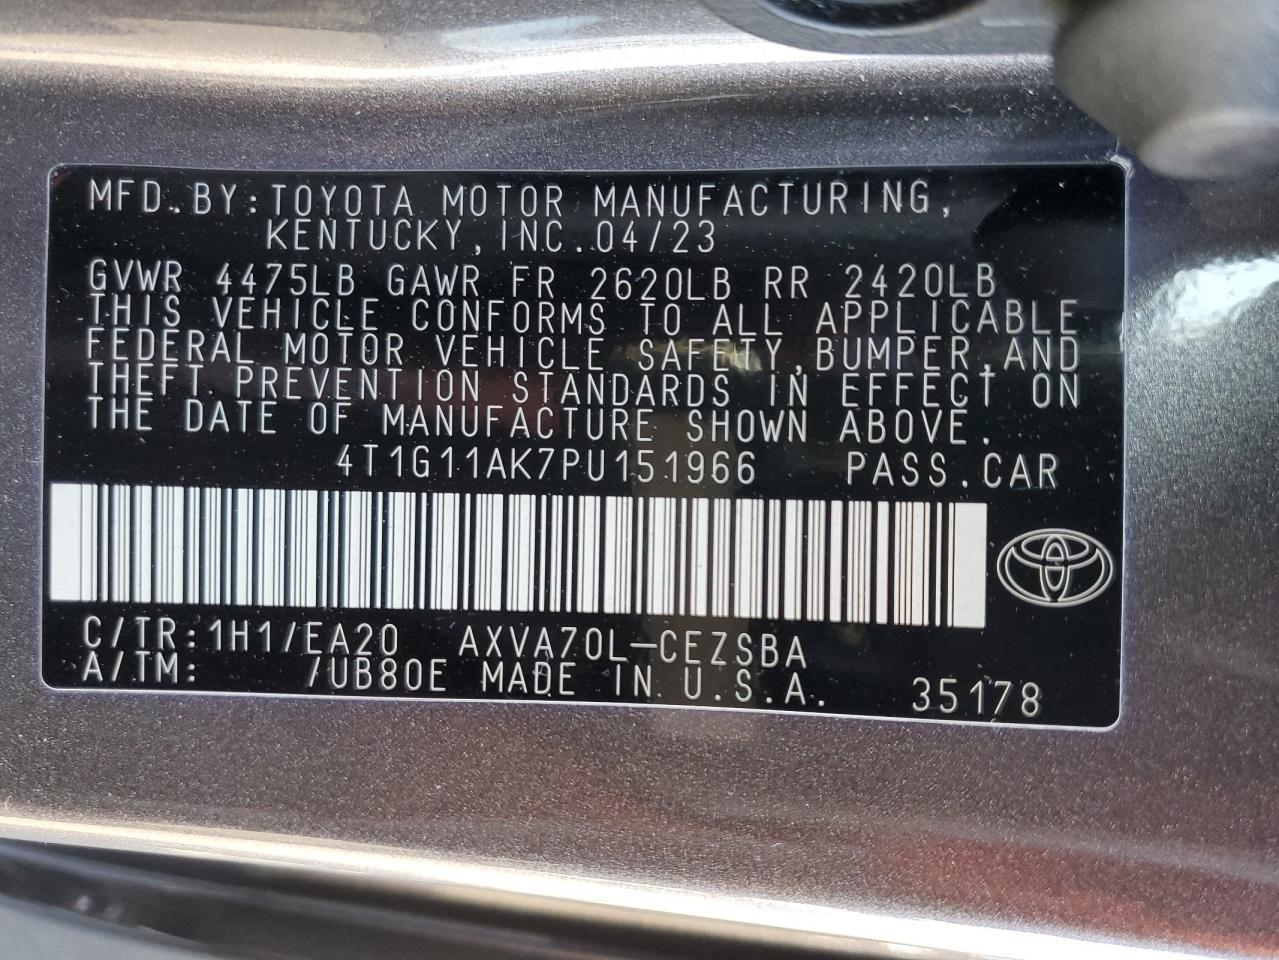 MFD.BY:TOYOTA MOTOR MANUFACTURING,
KENTUCKY,INC.04/23
GVWR 4475LB GAWR FR 2620LB RR 2420LB
THIS VEHICLE CONFORMS TO ALL APPLICABLE
FEDERAL MOTOR VEHICLE SAFETY,BUMPER,AND
THEFT PREVENTION STANDARDS IN EFFECT ON
THE DATE OF MANUFACTURE SHOWN ABOVE.
4T1G11AK7PU151966 PASS.CAR
C/TR:1H1/EA20 AXVA70L-CEZSBA
A/TM: /UB80E MADE IN U.S.A. 35178